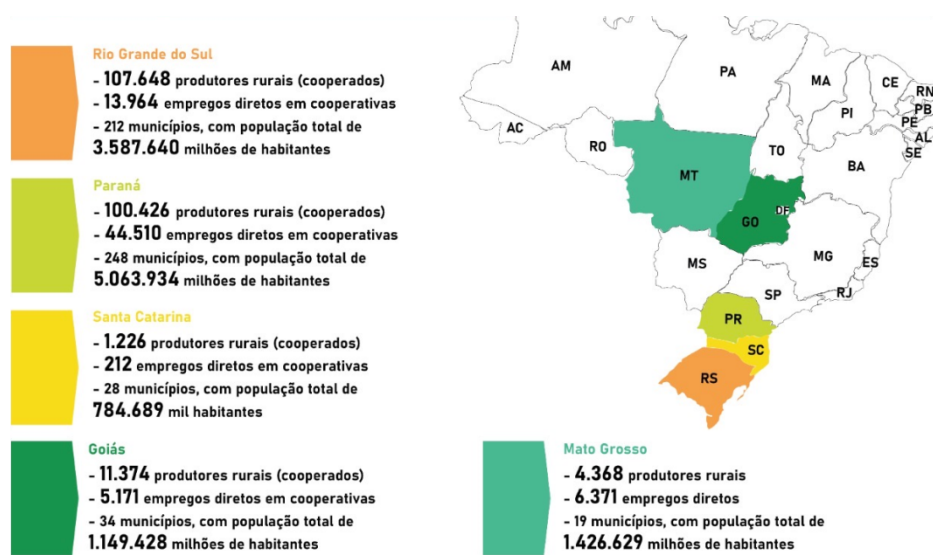 Rio Grande do Sul
- 107.648 produtores rurais (cooperados)
- 13.964 empregos diretos em cooperativas
- 212 municípios, com população total de
3.587.640 milhões de habitantes
Paraná
- 100.426 produtores rurais (cooperados)
- 44.510 empregos diretos em cooperativas
- 248 municípios, com população total de
5.063.934 milhões de habitantes
Santa Catarina
- 1.226 produtores rurais (cooperados)
- 212 empregos diretos em cooperativas
- 28 municípios, com população total de
784.689 mil habitantes
Goiás
- 11.374 produtores rurais (cooperados)
- 5.171 empregos diretos em cooperativas
- 34 municípios, com população total de
1.149.428 milhões de habitantes
AM
PA
MA
CE
RN
PB
PE
AL
SE
PI
AC
RO
TO
BA
MT
GO
DF
MG
ES
MS
SP
RJ
PR
SC
RS
Mato Grosso
- 4.368 produtores rurais
- 6.371 empregos diretos
- 19 municípios, com população total de
1.426.629 milhões de habitantes